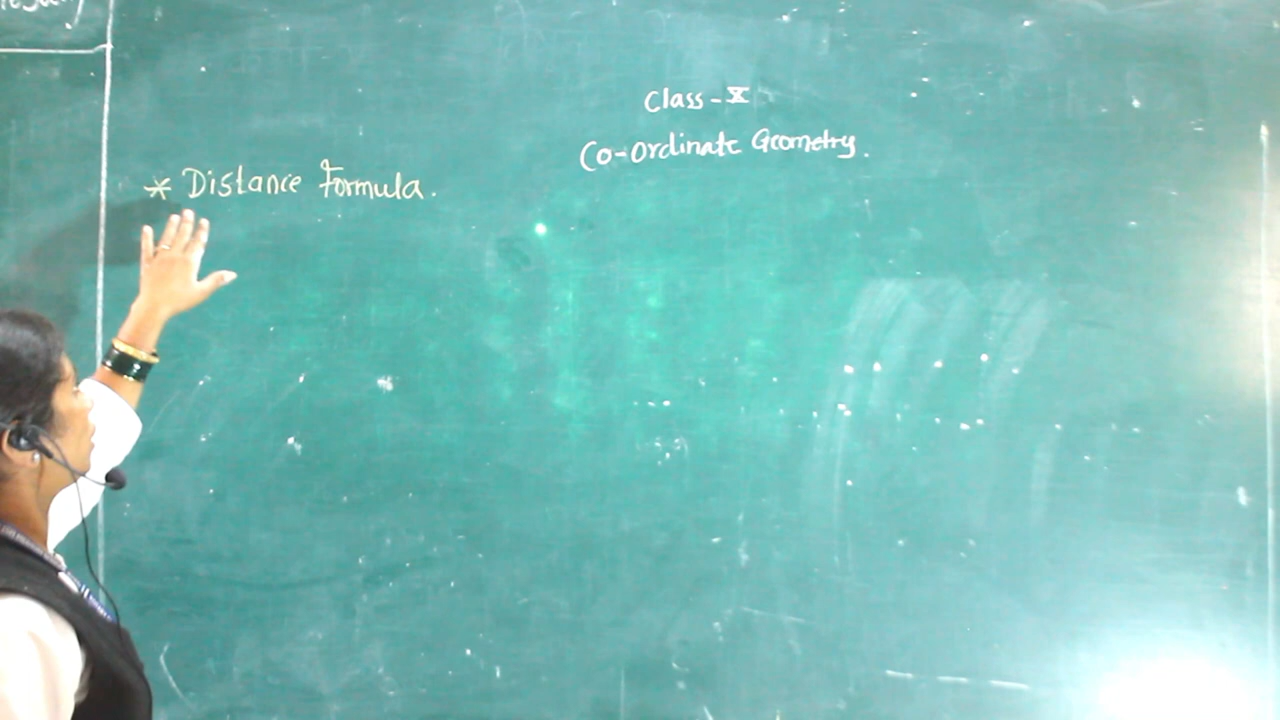 Class - X
Co-ordinate Geometry.
* Distance Formula.